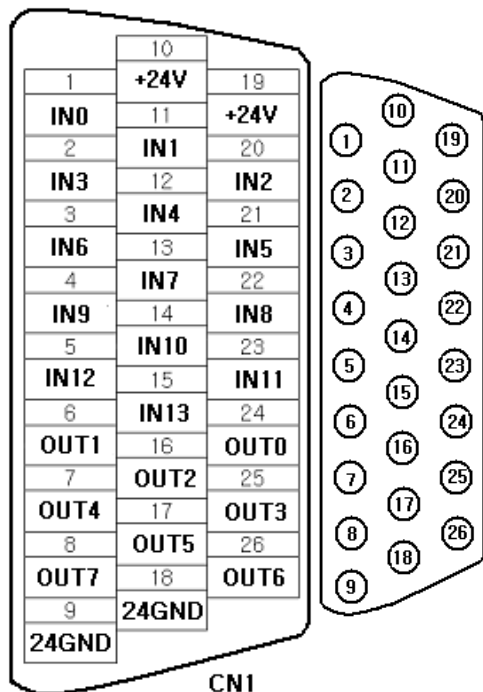 10
1 +24V 19
IN0 11 +24V
2 IN1 20
IN3 12 IN2
3 IN4 21
IN6 13 IN5
4 IN7 22
IN9 14 IN8
5 IN10 23
IN12 15 IN11
6 IN13 24
OUT1 16 OUT0
7 OUT2 25
OUT4 17 OUT3
8 OUT5 26
OUT7 18 OUT6
9 24GND
24GND
10
1 19
11
2 20
12
3 21
13
4 22
14
5 23
15
6 24
16
7 25
17
8 26
18
9
CN1